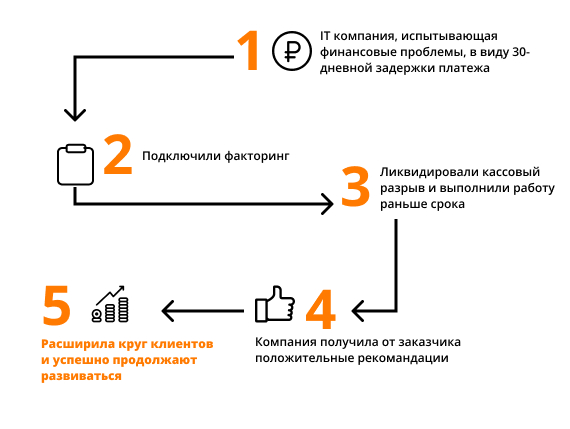 1
IT компания, испытывающая
финансовые проблемы, в виду 30-
дневной задержки платежа
2
Подключили факторинг
3
Ликвидировали кассовый
разрыв и выполнили работу
раньше срока
4
Компания получила от заказчика
положительные рекомандации
5
Расширила круг клиентов
и успешно продолжают
развиваться